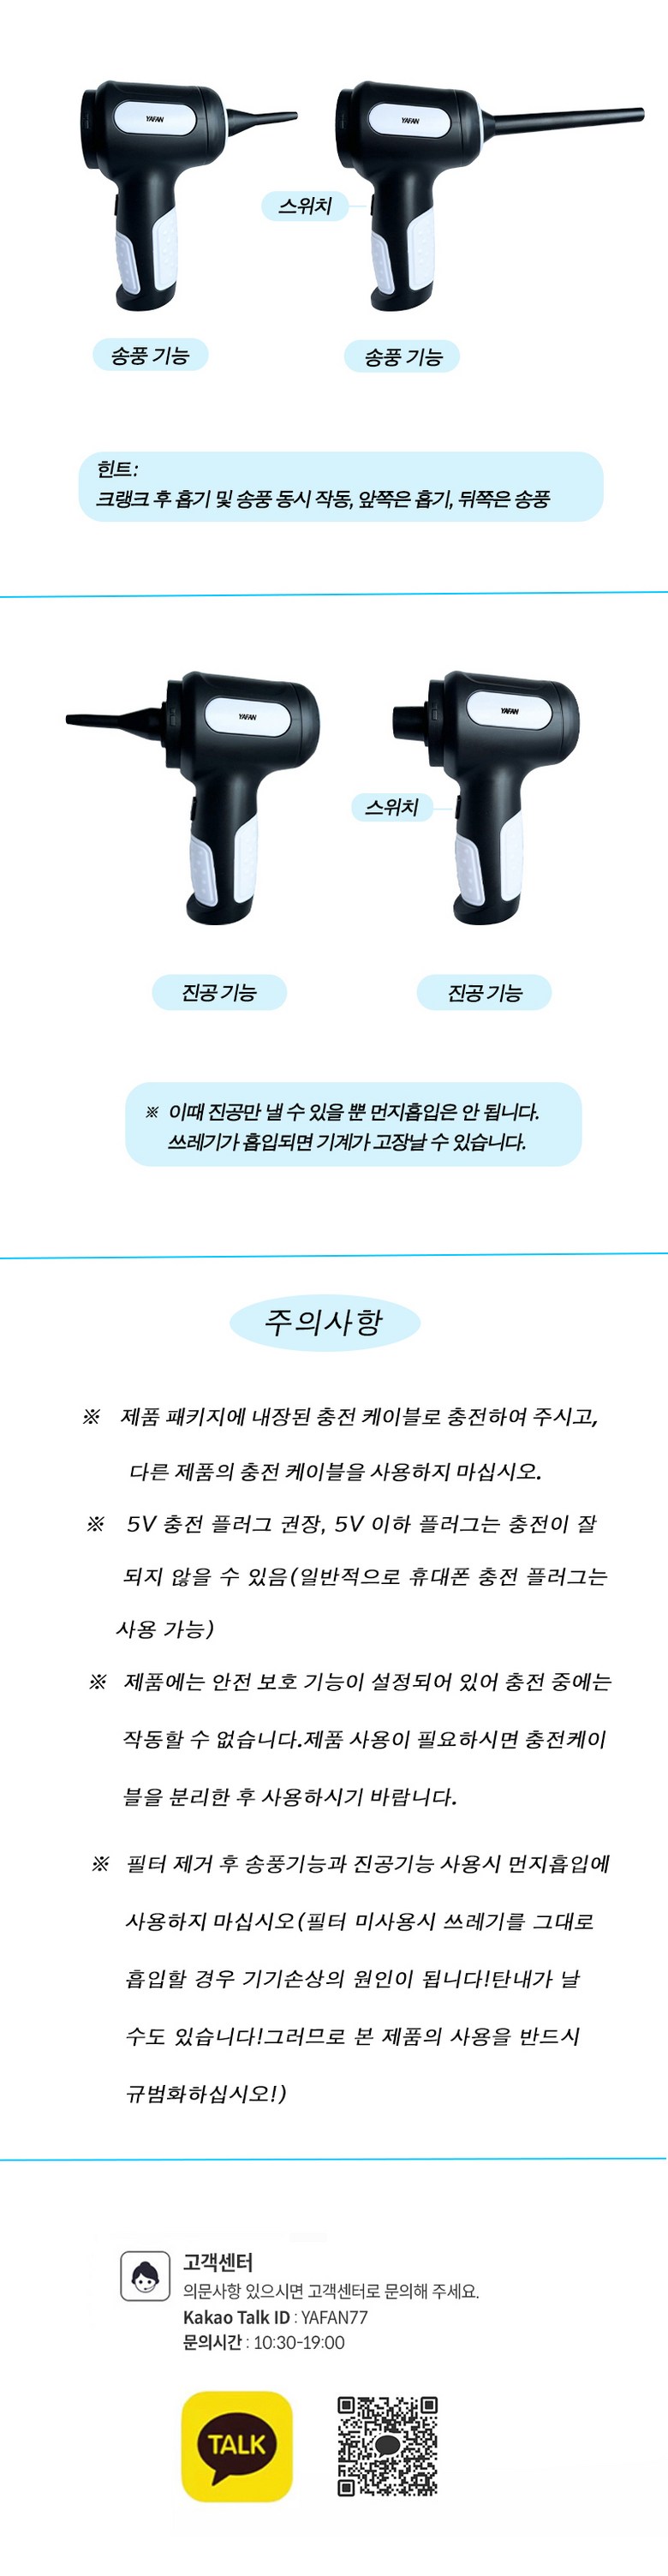 YAFAN
YAFAN
스위치
송풍 기능
송풍 기능
힌트:
크랭크 후 흡기 및 송풍 동시 작동, 앞쪽은 흡기, 뒤쪽은 송풍
YAFAN
YAFAN
스위치
진공 기능
진공 기능
※ 이때 진공만 낼 수 있을 뿐 먼지흡입은 안 됩니다.
쓰레기가 흡입되면 기계가 고장날 수 있습니다.
주의사항
※ 제품 패키지에 내장된 충전 케이블로 충전하여 주시고,
다른 제품의 충전 케이블을 사용하지 마십시오.
※ 5V 충전 플러그 권장, 5V 이하 플러그는 충전이 잘
되지 않을 수 있음(일반적으로 휴대폰 충전 플러그는
사용 가능)
※ 제품에는 안전 보호 기능이 설정되어 있어 충전 중에는
작동할 수 없습니다.제품 사용이 필요하시면 충전케이
블을 분리한 후 사용하시기 바랍니다.
※ 필터 제거 후 송풍기능과 진공기능 사용시 먼지흡입에
사용하지 마십시오(필터 미사용시 쓰레기를 그대로
흡입할 경우 기기손상의 원인이 됩니다!탄내가 날
수도 있습니다!그러므로 본 제품의 사용을 반드시
규범화하십시오!)
고객센터
의문사항 있으시면 고객센터로 문의해 주세요.
Kakao Talk ID : YAFAN77
문의시간 : 10:30-19:00
TALK